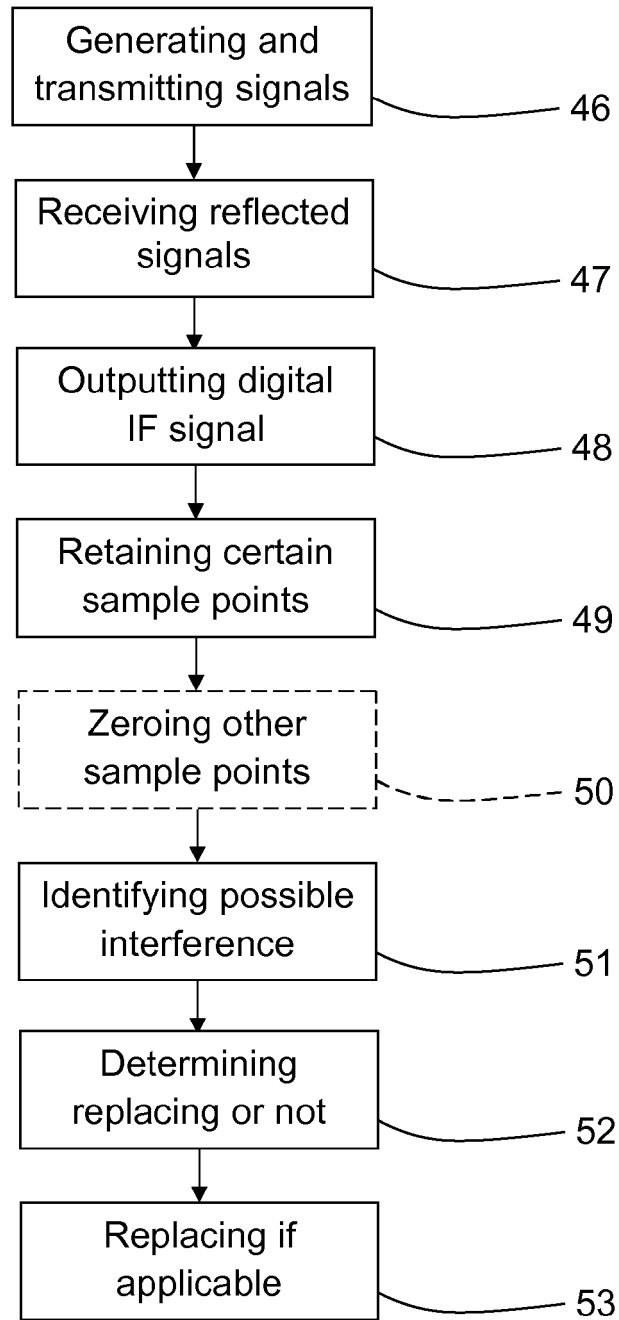 Generating and
transmitting signals
46
Receiving reflected
signals
47
Outputting digital
IF signal
48
Retaining certain
sample points
49
Zeroing other
sample points
50
Identifying possible
interference
51
Determining
replacing or not
52
Replacing if
applicable
53